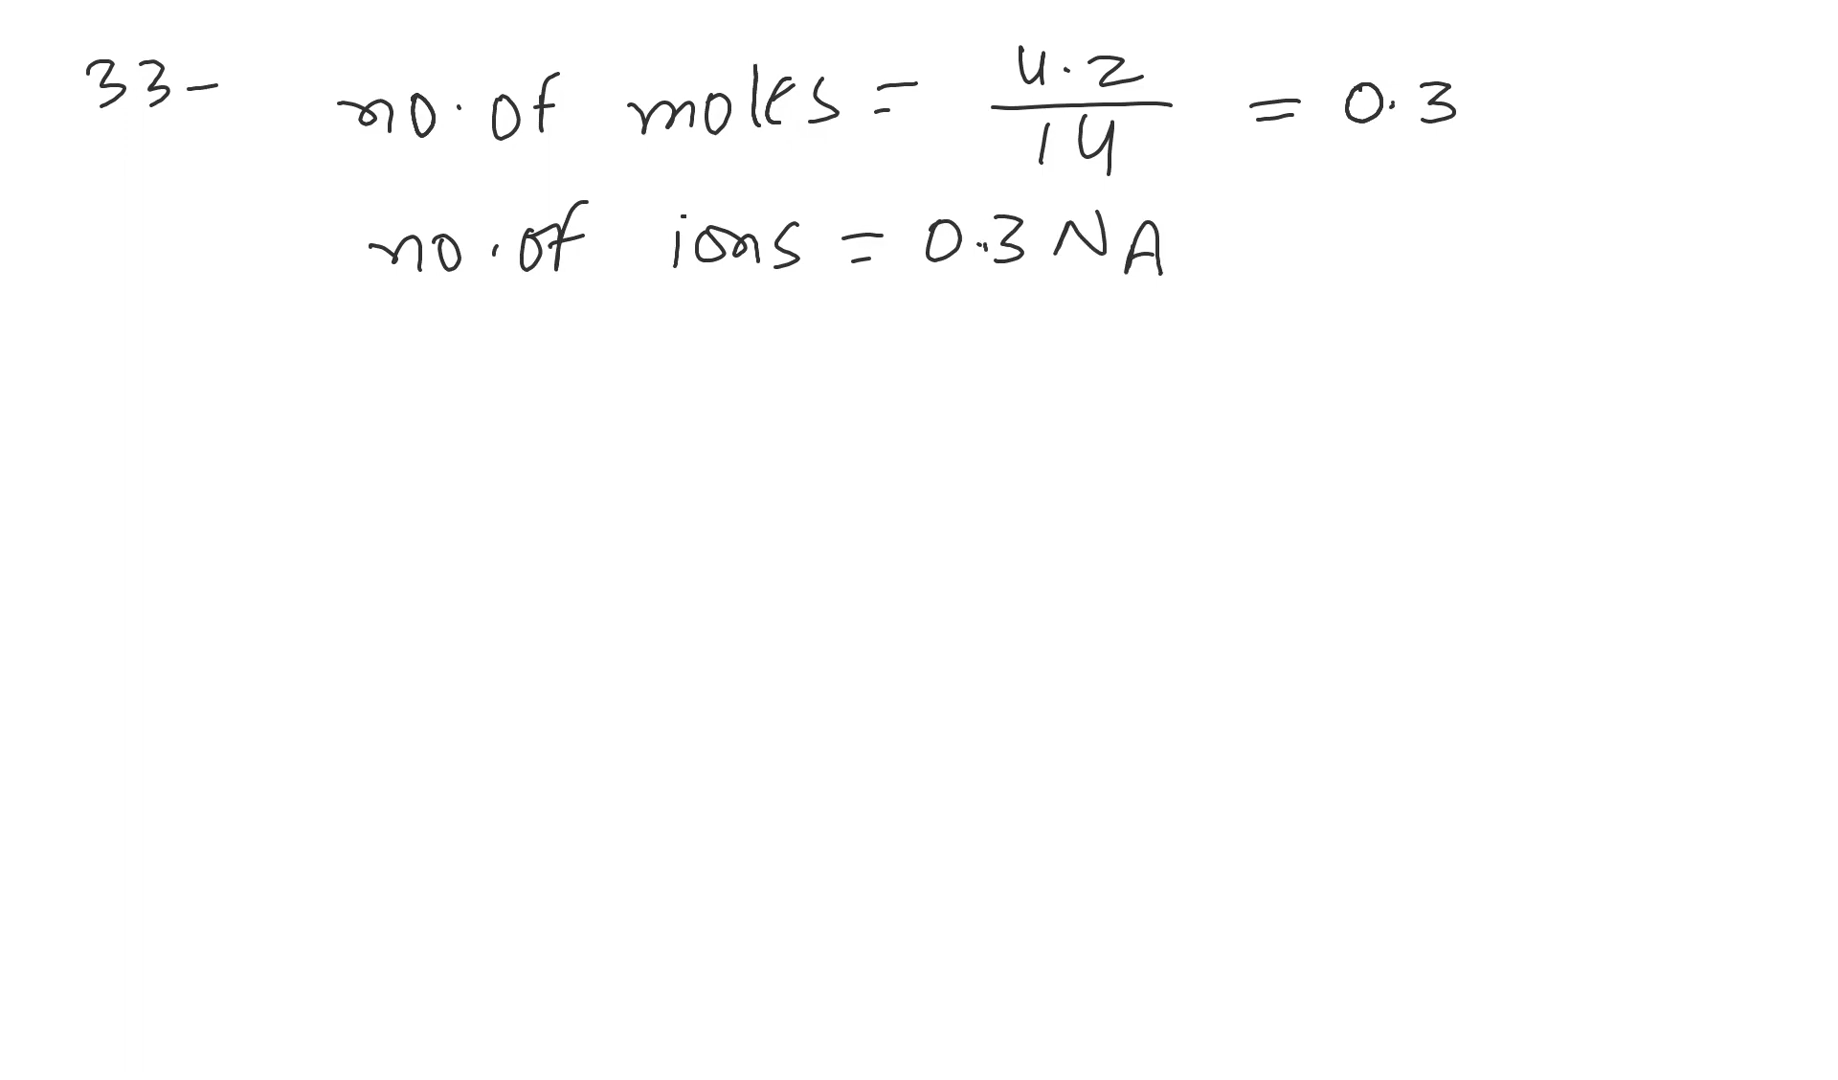 33- no. of moles = 4.2/14 = 0.3
no. of ions = 0.3 NA